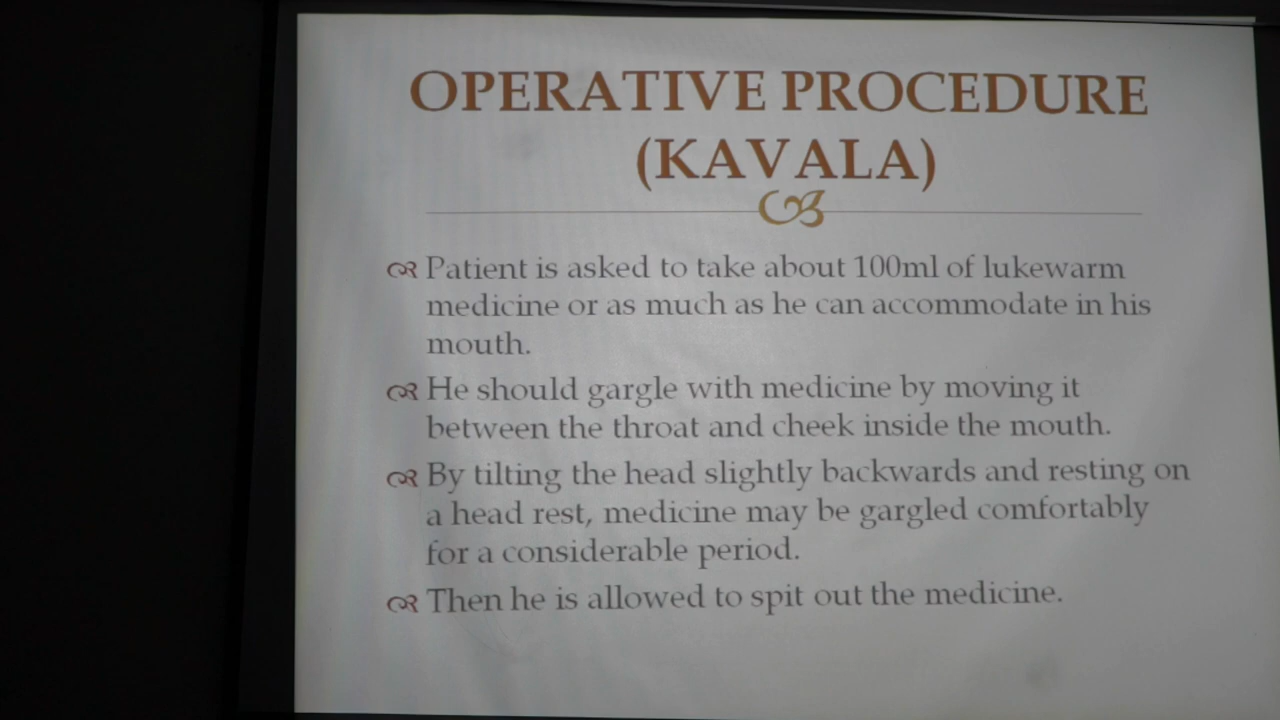 OPERATIVE PROCEDURE
(KAVALA)
Patient is asked to take about 100ml of lukewarm
medicine or as much as he can accommodate in his
mouth.
He should gargle with medicine by moving it
between the throat and cheek inside the mouth.
By tilting the head slightly backwards and resting on
a head rest, medicine may be gargled comfortably
for a considerable period.
Then he is allowed to spit out the medicine.